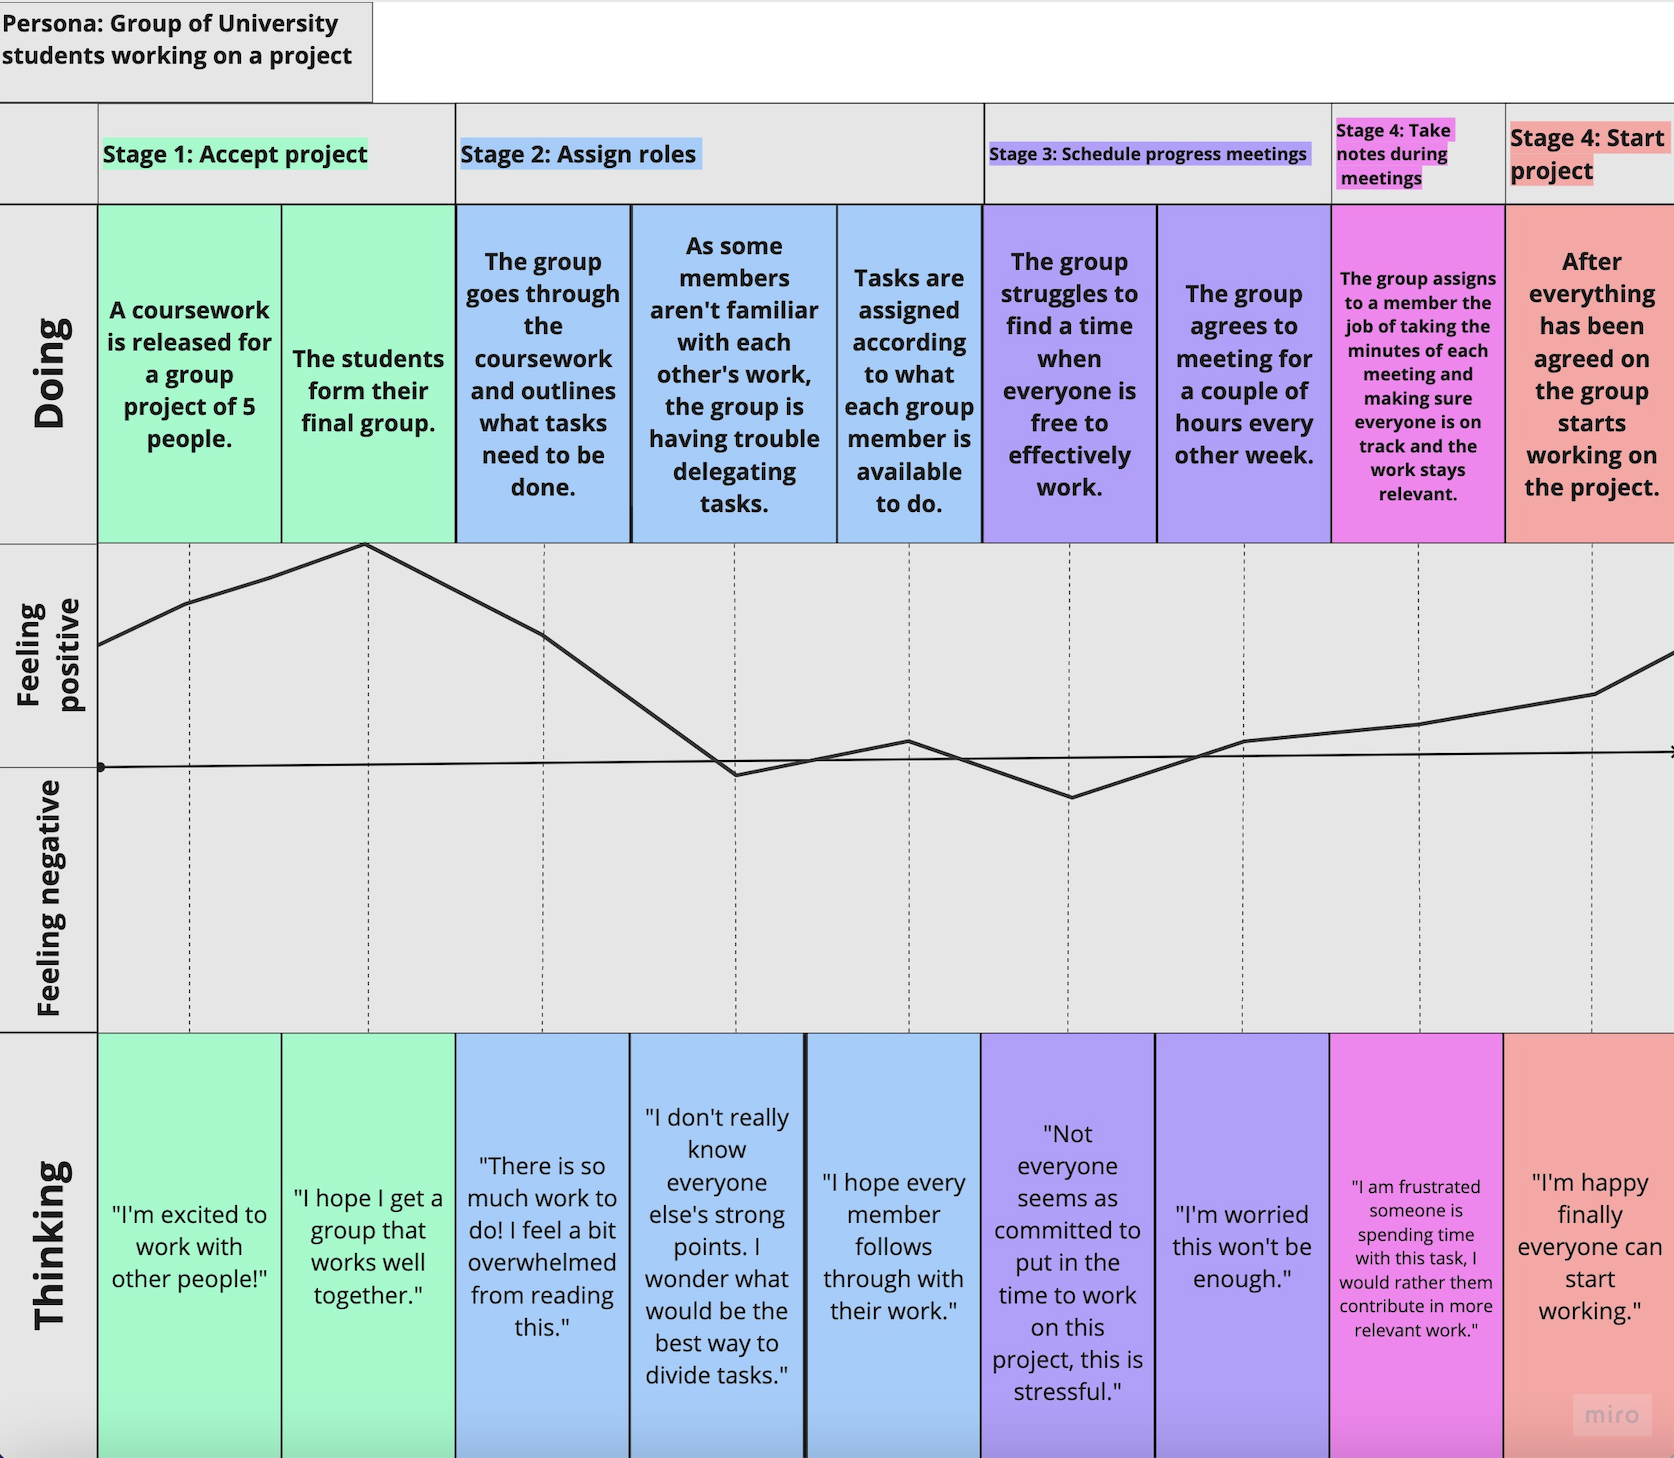 Persona: Group of University
students working on a project
Stage 1: Accept project
Stage 2: Assign roles
Stage 3: Schedule progress meetings
Stage 4: Take
notes during
meetings
Stage 4: Start
project
Doing
A coursework
is released for
a group
project of 5
people.
The students
form their
final group.
The group
goes through
the
coursework
and outlines
what tasks
need to be
done.
As some
members
aren't familiar
with each
other's work,
the group is
having trouble
delegating
tasks.
Tasks are
assigned
according
to what
each group
member is
available
to do.
The group
struggles to
find a time
when
everyone is
free to
effectively
work.
The group
agrees to
meeting for
a couple of
hours every
other week.
The group assigns
to a member the
job of taking the
minutes of each
meeting and
making sure
everyone is on
track and the
work stays
relevant.
After
everything
has been
agreed on
the group
starts
working on
the project.
Feeling
positive
Feeling negative
Thinking
"I'm excited to
work with
other people!"
"I hope I get a
group that
works well
together."
"There is so
much work to
do! I feel a bit
overwhelmed
from reading
this."
"I don't really
know
everyone
else's strong
points. I
wonder what
would be the
best way to
divide tasks."
"I hope every
member
follows
through with
their work."
"Not
everyone
seems as
committed to
put in the
time to work
on this
project, this is
stressful."
"I'm worried
this won't be
enough."
"I am frustrated
someone is
spending time
with this task, I
would rather them
contribute in more
relevant work."
"I'm happy
finally
everyone can
start
working."
miro